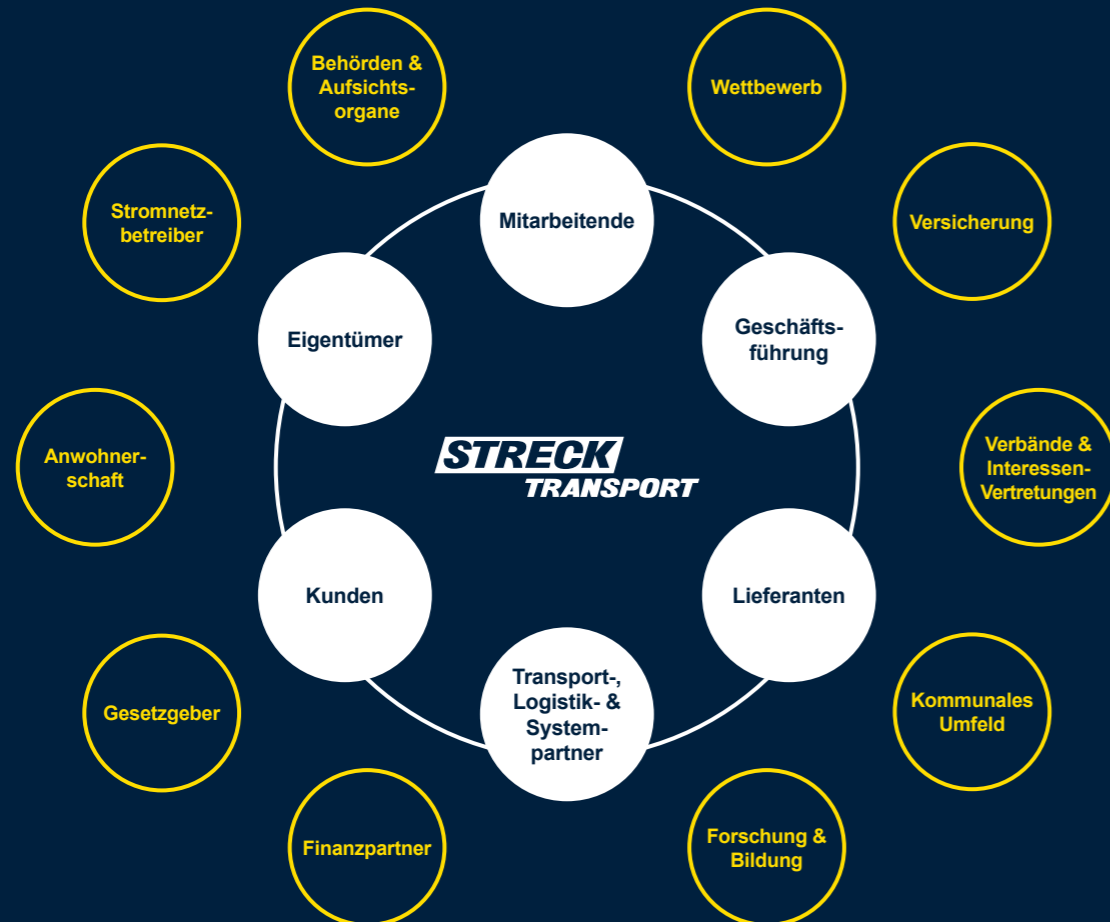 Behörden &
Aufsichts-
organe
Wettbewerb
Stromnetz-
betreiber
Mitarbeitende
Versicherung
Eigentümer
Geschäfts-
führung
Anwohner-
schaft
STRECK
TRANSPORT
Verbände &
Interessen-
Vertretungen
Kunden
Lieferanten
Gesetzgeber
Transport-,
Logistik- &
System-
partner
Kommunales
Umfeld
Finanzpartner
Forschung &
Bildung